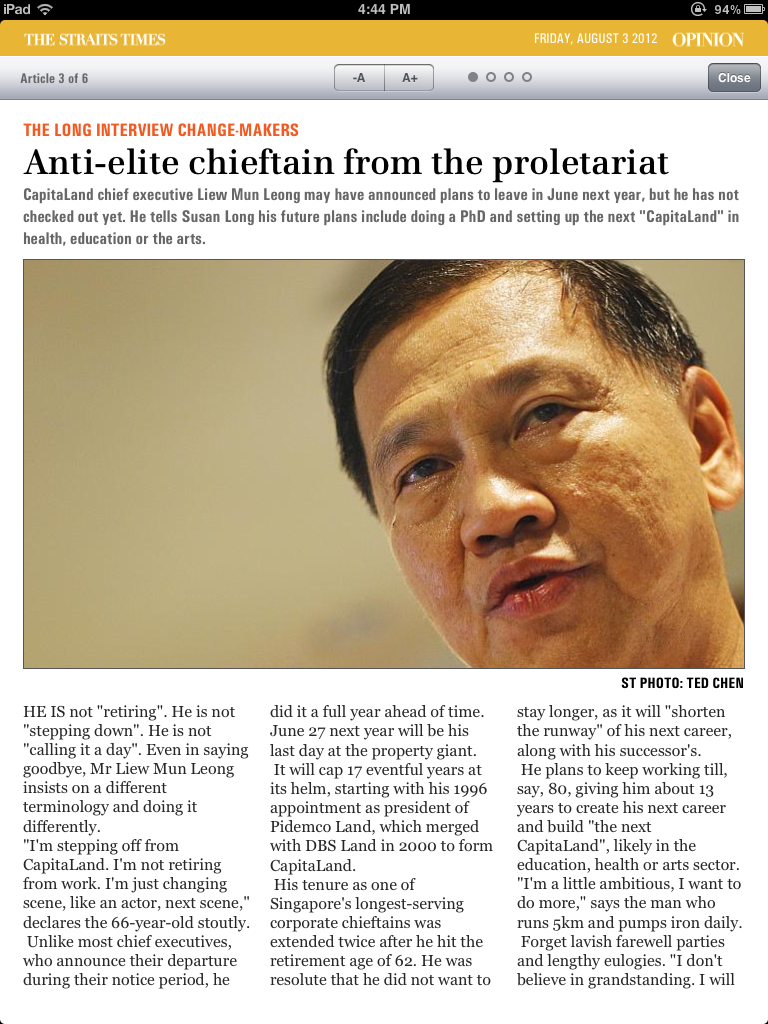 iPad 4:44 PM 94%
THE STRAITS TIMES FRIDAY, AUGUST 3 2012 OPINION
Article 3 of 6 -A A+ Close
THE LONG INTERVIEW CHANGE-MAKERS
Anti-elite chieftain from the proletariat
CapitaLand chief executive Liew Mun Leong may have announced plans to leave in June next year, but he has not
checked out yet. He tells Susan Long his future plans include doing a PhD and setting up the next "CapitaLand" in
health, education or the arts.
ST PHOTO: TED CHEN
HE IS not "retiring". He is not
"stepping down". He is not
"calling it a day". Even in saying
goodbye, Mr Liew Mun Leong
insists on a different
terminology and doing it
differently.
"I'm stepping off from
CapitaLand. I'm not retiring
from work. I'm just changing
scene, like an actor, next scene,"
declares the 66-year-old stoutly.
Unlike most chief executives,
who announce their departure
during their notice period, he
did it a full year ahead of time.
June 27 next year will be his
last day at the property giant.
It will cap 17 eventful years at
its helm, starting with his 1996
appointment as president of
Pidemco Land, which merged
with DBS Land in 2000 to form
CapitaLand.
His tenure as one of
Singapore's longest-serving
corporate chieftains was
extended twice after he hit the
retirement age of 62. He was
resolute that he did not want to
stay longer, as it will "shorten
the runway" of his next career,
along with his successor's.
He plans to keep working till,
say, 80, giving him about 13
years to create his next career
and build "the next
CapitaLand", likely in the
education, health or arts sector.
"I'm a little ambitious, I want to
do more," says the man who
runs 5km and pumps iron daily.
Forget lavish farewell parties
and lengthy eulogies. "I don't
believe in grandstanding. I will